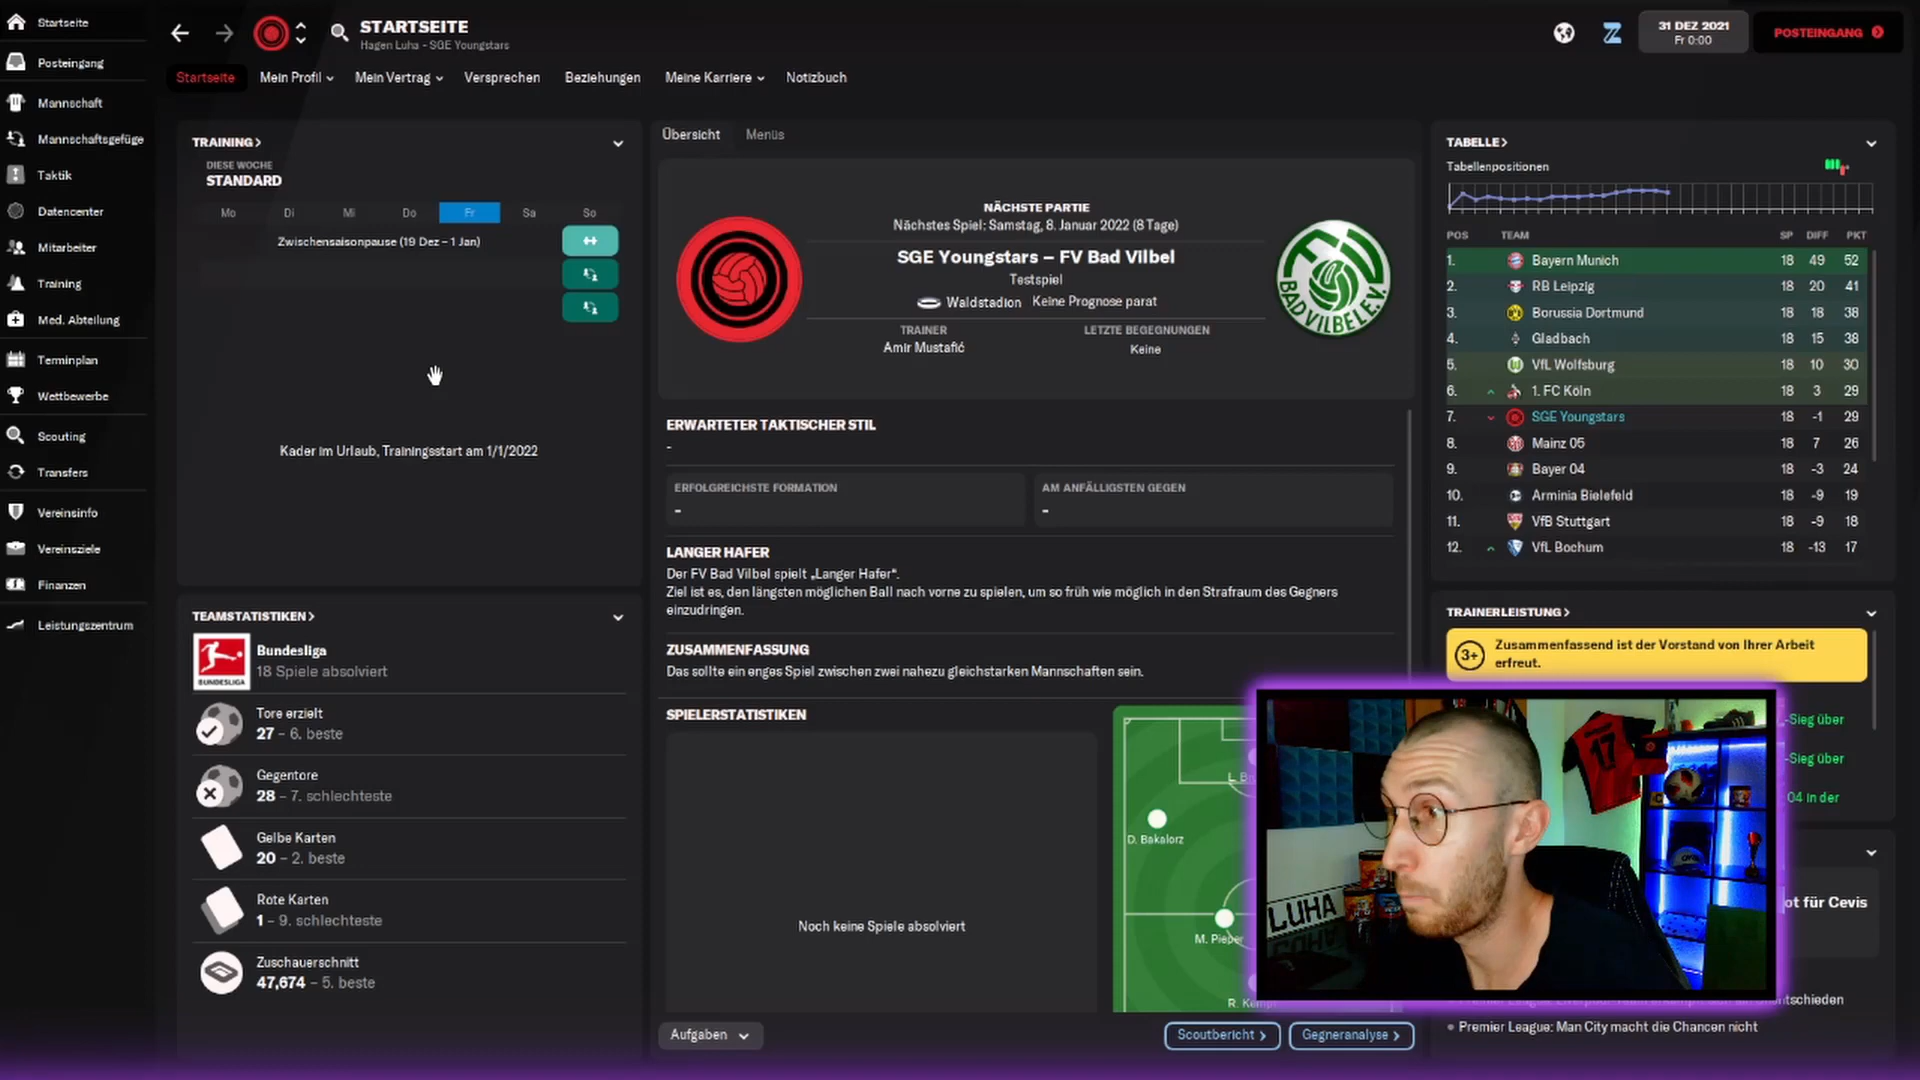 Startseite
Posteingang
Mannschaft
Mannschaftsgefüge
Taktik
Datencenter
Mitarbeiter
Training
Med. Abteilung
Terminplan
Wettbewerbe
Scouting
Transfers
Vereinsinfo
Vereinsziele
Finanzen
Leistungszentrum
STARTSEITE
Hagen Luha - SGE Youngstars
31 DEZ 2021
Fr 0:00
POSTEINGANG
Startseite Mein Profil Mein Vertrag Versprechen Beziehungen Meine Karriere Notizbuch
TRAINING>
DIESE WOCHE
STANDARD
Mo Di Mi Do Fr Sa So
Zwischensaisonpause (19 Dez – 1 Jan)
Kader im Urlaub, Trainingsstart am 1/1/2022
TEAMSTATISTIKEN>
BUNDESLIGA
Bundesliga
18 Spiele absolviert
Tore erzielt
27 – 6. beste
Gegentore
28 – 7. schlechteste
Gelbe Karten
20 – 2. beste
Rote Karten
1 – 9. schlechteste
Zuschauerschnitt
47,674 – 5. beste
Übersicht Menüs
NÄCHSTE PARTIE
Nächstes Spiel: Samstag, 8. Januar 2022 (8 Tage)
SGE Youngstars – FV Bad Vilbel
Testspiel
Waldstadion Keine Prognose parat
TRAINER
Amir Mustafić
LETZTE BEGEGNUNGEN
Keine
FV
BAD VILBEL E.V.
ERWARTETER TAKTISCHER STIL
-
ERFOLGREICHSTE FORMATION
-
AM ANFÄLLIGSTEN GEGEN
-
LANGER HAFER
Der FV Bad Vilbel spielt „Langer Hafer“.
Ziel ist es, den längsten möglichen Ball nach vorne zu spielen, um so früh wie möglich in den Strafraum des Gegners
einzudringen.
ZUSAMMENFASSUNG
Das sollte ein enges Spiel zwischen zwei nahezu gleichstarken Mannschaften sein.
SPIELERSTATISTIKEN
Noch keine Spiele absolviert
D. Bakalorz
M. Pieper
Aufgaben
Scoutbericht >
Gegneranalyse >
TABELLE>
Tabellenpositionen
POS TEAM SP DIFF PKT
1. Bayern Munich 18 49 52
2. RB Leipzig 18 20 41
3. Borussia Dortmund 18 18 38
4. Gladbach 18 15 38
5. VfL Wolfsburg 18 10 30
6. 1. FC Köln 18 3 29
7. SGE Youngstars 18 -1 29
8. Mainz 05 18 7 26
9. Bayer 04 18 -3 24
10. Arminia Bielefeld 18 -9 19
11. VfB Stuttgart 18 -9 18
12. VfL Bochum 18 -13 17
TRAINERLEISTUNG>
3+
Zusammenfassend ist der Vorstand von Ihrer Arbeit
erfreut.
-Sieg über
-Sieg über
04 in der
ot für Cevis
17
LUHA
• Premier League: Man City macht die Chancen nicht